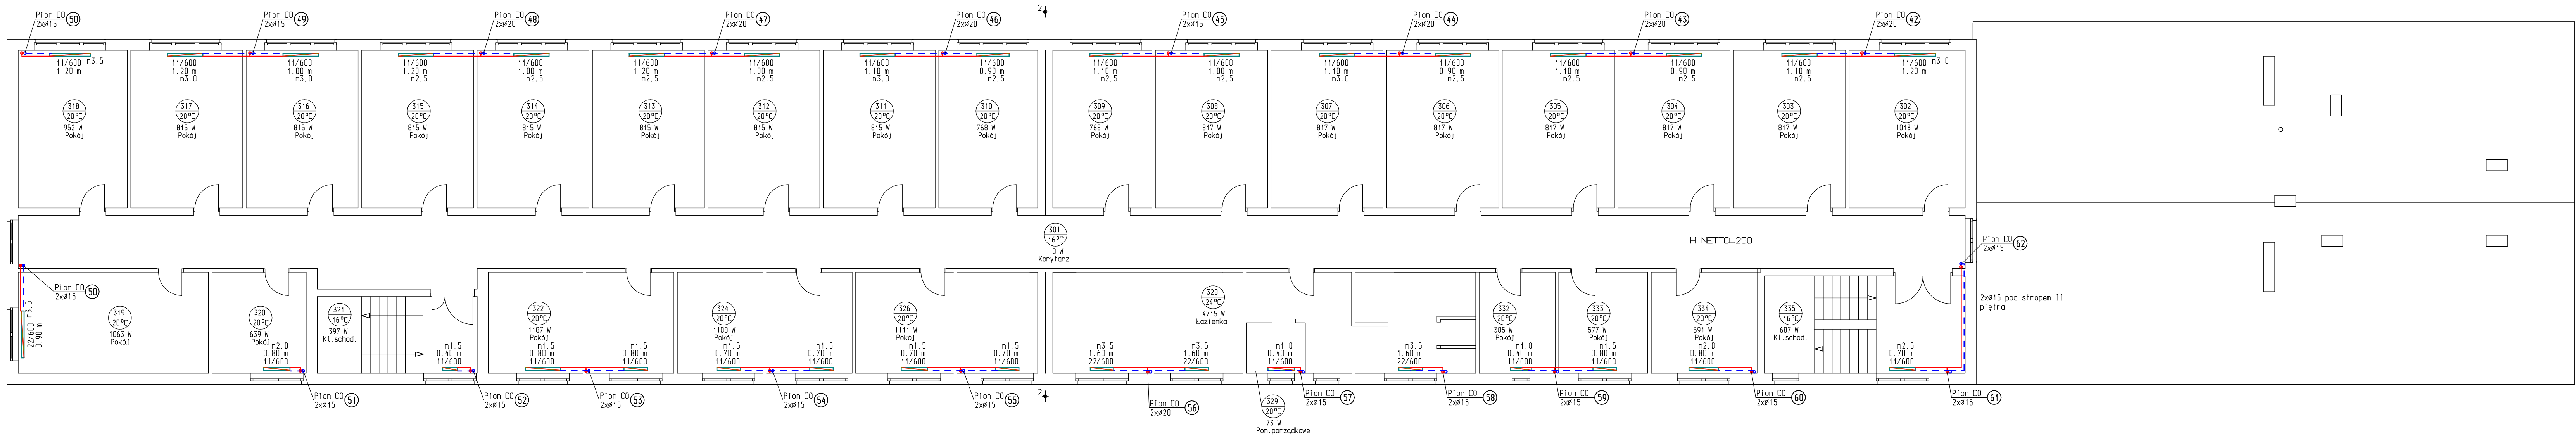 Pion CO 50
2xø15
Pion CO 49
2xø15
Pion CO 48
2xø20
Pion CO 47
2xø20
Pion CO 46
2xø20
2
Pion CO 45
2xø15
Pion CO 44
2xø20
Pion CO 43
2xø20
Pion CO 42
2xø20
11/600 n3.5
1.20 m
11/600
1.20 m
n3.0
11/600
1.00 m
n3.0
11/600
1.20 m
n2.5
11/600
1.00 m
n2.5
11/600
1.20 m
n2.5
11/600
1.00 m
n2.5
11/600
1.10 m
n3.0
11/600
0.90 m
n2.5
11/600
1.10 m
n2.5
11/600
1.00 m
n2.5
11/600
1.10 m
n3.0
11/600
0.90 m
n2.5
11/600
1.10 m
n2.5
11/600
0.90 m
n2.5
11/600
1.10 m
n2.5
11/600 n3.0
1.20 m
318
20°C
952 W
Pokój
317
20°C
815 W
Pokój
316
20°C
815 W
Pokój
315
20°C
815 W
Pokój
314
20°C
815 W
Pokój
313
20°C
815 W
Pokój
312
20°C
815 W
Pokój
311
20°C
815 W
Pokój
310
20°C
768 W
Pokój
309
20°C
768 W
Pokój
308
20°C
817 W
Pokój
307
20°C
817 W
Pokój
306
20°C
817 W
Pokój
305
20°C
817 W
Pokój
304
20°C
817 W
Pokój
303
20°C
817 W
Pokój
302
20°C
1013 W
Pokój
301
16°C
0 W
Korytarz
H NETTO=250
Pion CO 62
2xø15
Pion CO 50
2xø15
22/600 n3.5
0.90 m
319
20°C
1063 W
Pokój
320
20°C
639 W
Pokój
n2.0
0.80 m
11/600
321
16°C
397 W
Kl.schod.
n1.5
0.40 m
11/600
322
20°C
1187 W
Pokój
n1.5
0.80 m
11/600
n1.5
0.80 m
11/600
324
20°C
1108 W
Pokój
n1.5
0.70 m
11/600
n1.5
0.70 m
11/600
326
20°C
1111 W
Pokój
n1.5
0.70 m
11/600
n1.5
0.70 m
11/600
328
24°C
4715 W
Łazienka
n3.5
1.60 m
22/600
n3.5
1.60 m
22/600
n1.0
0.40 m
11/600
n3.5
1.60 m
22/600
332
20°C
305 W
Pokój
n1.0
0.40 m
11/600
333
20°C
577 W
Pokój
n1.5
0.80 m
11/600
334
20°C
691 W
Pokój
n2.0
0.80 m
11/600
335
16°C
687 W
Kl.schod.
n2.5
0.70 m
11/600
2xø15 pod stropem II
piętra
Pion CO 51
2xø15
Pion CO 52
2xø15
Pion CO 53
2xø15
Pion CO 54
2xø15
Pion CO 55
2xø15
2
Pion CO 56
2xø20
329
20°C
73 W
Pom.porządkowe
Pion CO 57
2xø15
Pion CO 58
2xø15
Pion CO 59
2xø15
Pion CO 60
2xø15
Pion CO 61
2xø15